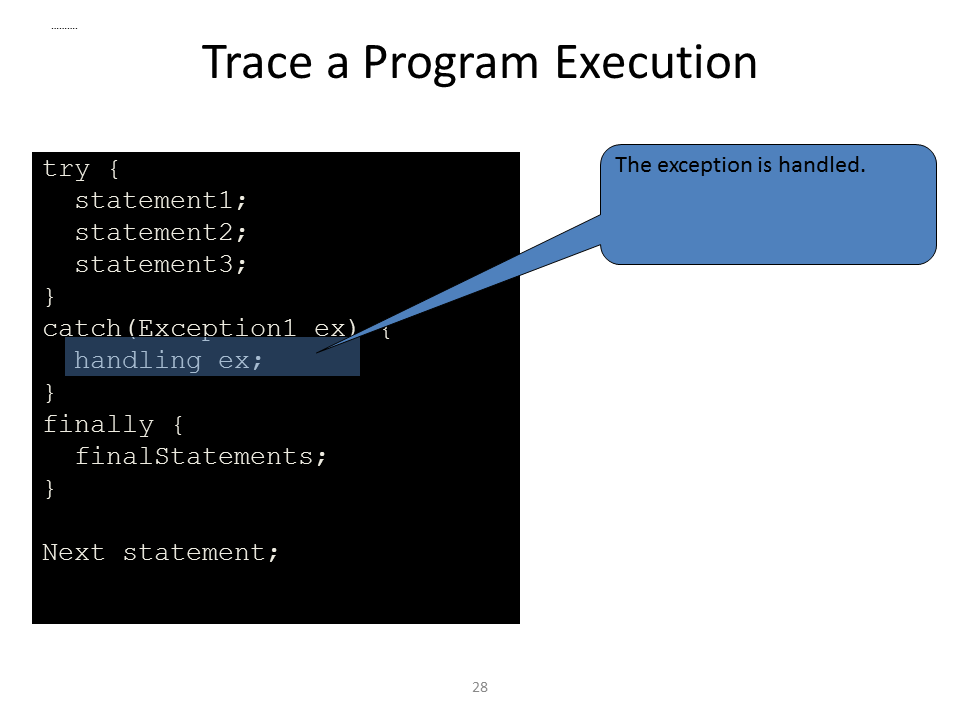 ..........
Trace a Program Execution
try {
  statement1;
  statement2;
  statement3;
}
catch(Exception1 ex) {
  handling ex;
}
finally {
  finalStatements;
}
Next statement;
The exception is handled.
28